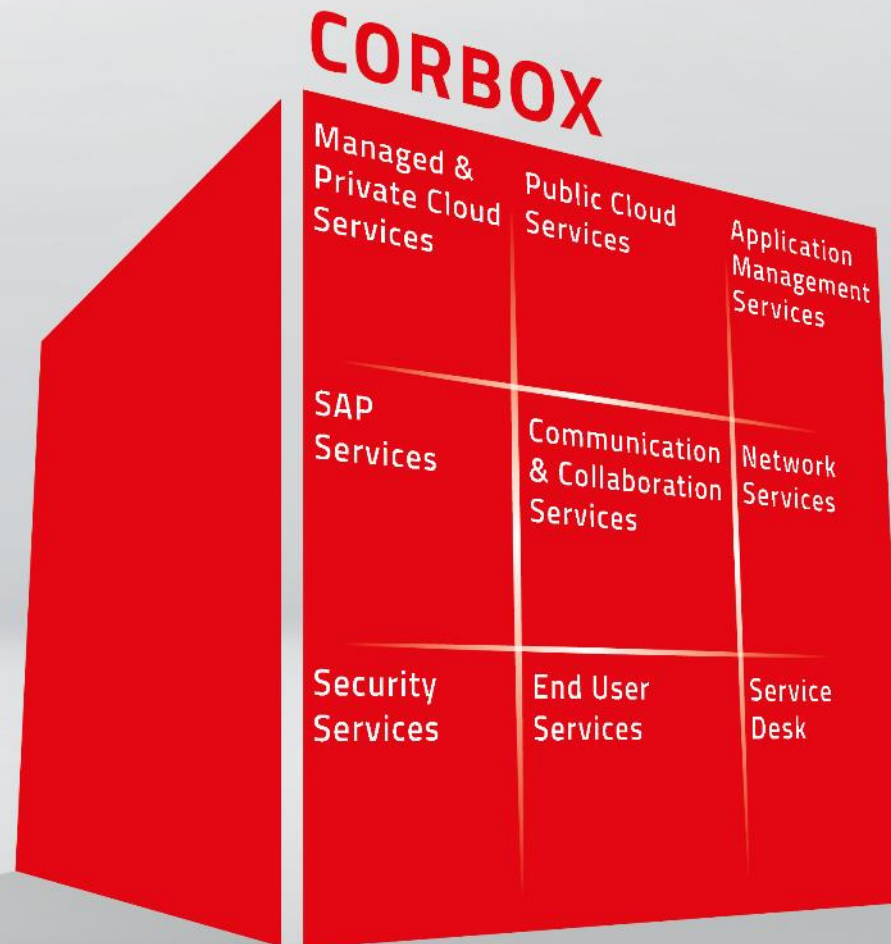 CORBOX
Managed &
Private Cloud
Services
Public Cloud
Services
Application
Management
Services
SAP
Services
Communication
& Collaboration
Services
Network
Services
Security
Services
End User
Services
Service
Desk